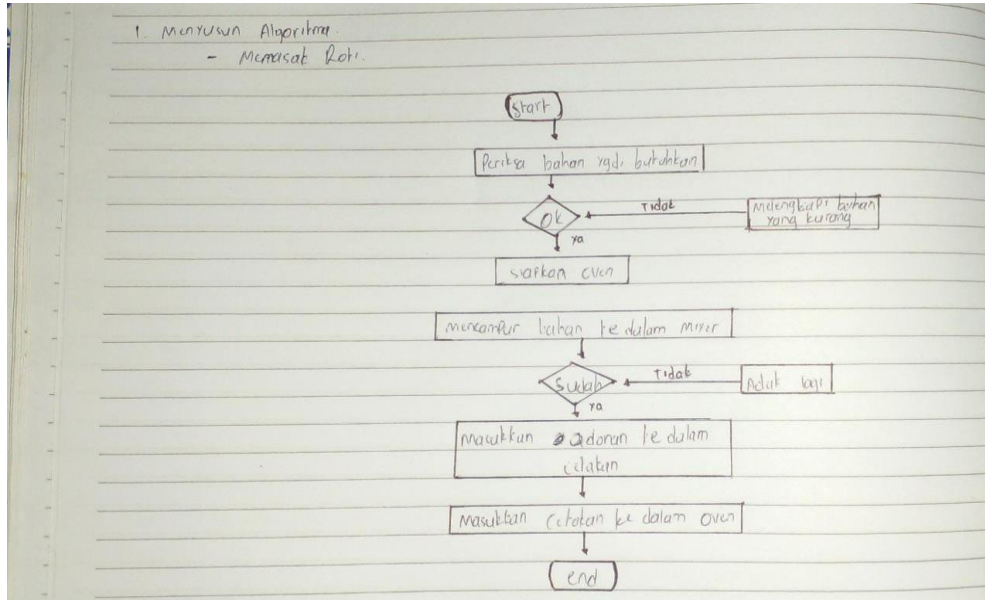 1. Menyusun Algoritma.
- Memasak Roti.
Start
Periksa bahan ygdi butuhkan
OK
Tidak
Melengkapi bahan
yang kurang
ya
siapkan oven
mencampur bahan ke dalam mixer
Sudah
Tidak
Aduk lagi
Ya
Masukkan adonan ke dalam
cetakan
Masukkan cetakan ke dalam oven
end